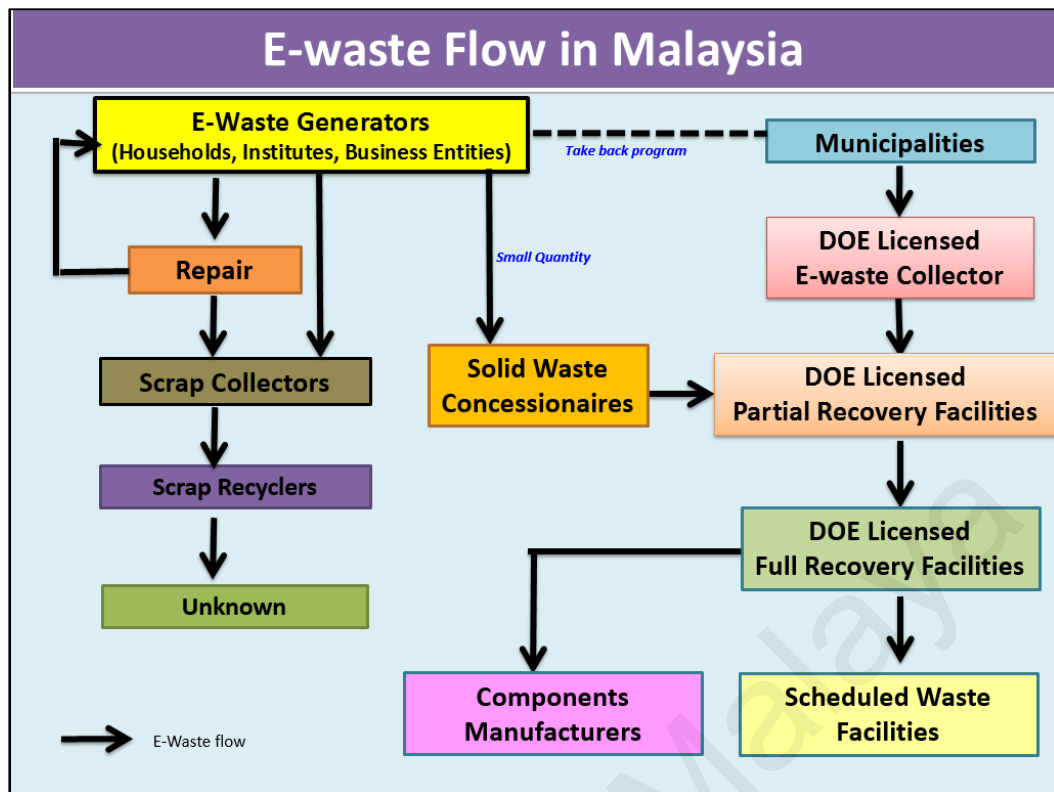 E-waste Flow in Malaysia
E-Waste Generators
(Households, Institutes, Business Entities)
Take back program
Municipalities
DOE Licensed
E-waste Collector
Repair
Small Quantity
Scrap Collectors
Solid Waste
Concessionaires
DOE Licensed
Partial Recovery Facilities
Scrap Recyclers
DOE Licensed
Full Recovery Facilities
Unknown
Components
Manufacturers
Scheduled Waste
Facilities
E-Waste flow
Malaya